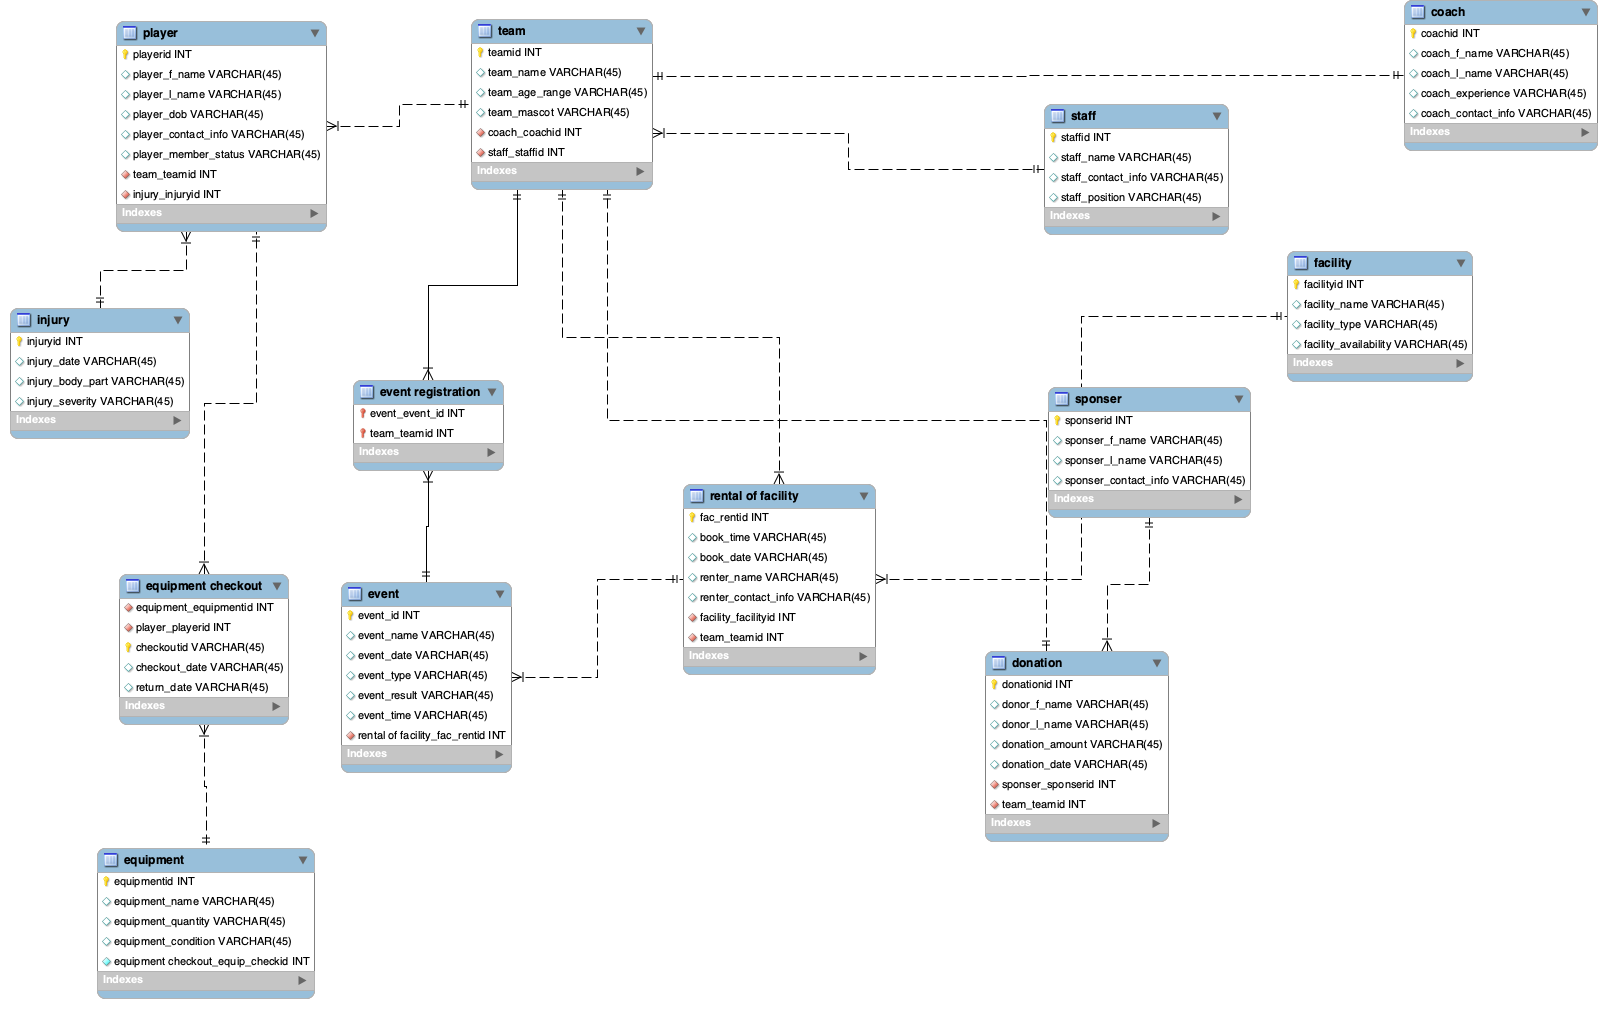 player
playerid INT
player_f_name VARCHAR(45)
player_l_name VARCHAR(45)
player_dob VARCHAR(45)
player_contact_info VARCHAR(45)
player_member_status VARCHAR(45)
team_teamid INT
injury_injuryid INT
Indexes
team
teamid INT
team_name VARCHAR(45)
team_age_range VARCHAR(45)
team_mascot VARCHAR(45)
coach_coachid INT
staff_staffid INT
Indexes
coach
coachid INT
coach_f_name VARCHAR(45)
coach_l_name VARCHAR(45)
coach_experience VARCHAR(45)
coach_contact_info VARCHAR(45)
Indexes
staff
staffid INT
staff_name VARCHAR(45)
staff_contact_info VARCHAR(45)
staff_position VARCHAR(45)
Indexes
facility
facilityid INT
facility_name VARCHAR(45)
facility_type VARCHAR(45)
facility_availability VARCHAR(45)
Indexes
injury
injuryid INT
injury_date VARCHAR(45)
injury_body_part VARCHAR(45)
injury_severity VARCHAR(45)
Indexes
event registration
event_event_id INT
team_teamid INT
Indexes
sponser
sponserid INT
sponser_f_name VARCHAR(45)
sponser_l_name VARCHAR(45)
sponser_contact_info VARCHAR(45)
Indexes
rental of facility
fac_rentid INT
book_time VARCHAR(45)
book_date VARCHAR(45)
renter_name VARCHAR(45)
renter_contact_info VARCHAR(45)
facility_facilityid INT
team_teamid INT
Indexes
equipment checkout
equipment_equipmentid INT
player_playerid INT
checkoutid VARCHAR(45)
checkout_date VARCHAR(45)
return_date VARCHAR(45)
Indexes
event
event_id INT
event_name VARCHAR(45)
event_date VARCHAR(45)
event_type VARCHAR(45)
event_result VARCHAR(45)
event_time VARCHAR(45)
rental of facility_fac_rentid INT
Indexes
donation
donationid INT
donor_f_name VARCHAR(45)
donor_l_name VARCHAR(45)
donation_amount VARCHAR(45)
donation_date VARCHAR(45)
sponser_sponserid INT
team_teamid INT
Indexes
equipment
equipmentid INT
equipment_name VARCHAR(45)
equipment_quantity VARCHAR(45)
equipment_condition VARCHAR(45)
equipment checkout_equip_checkid INT
Indexes